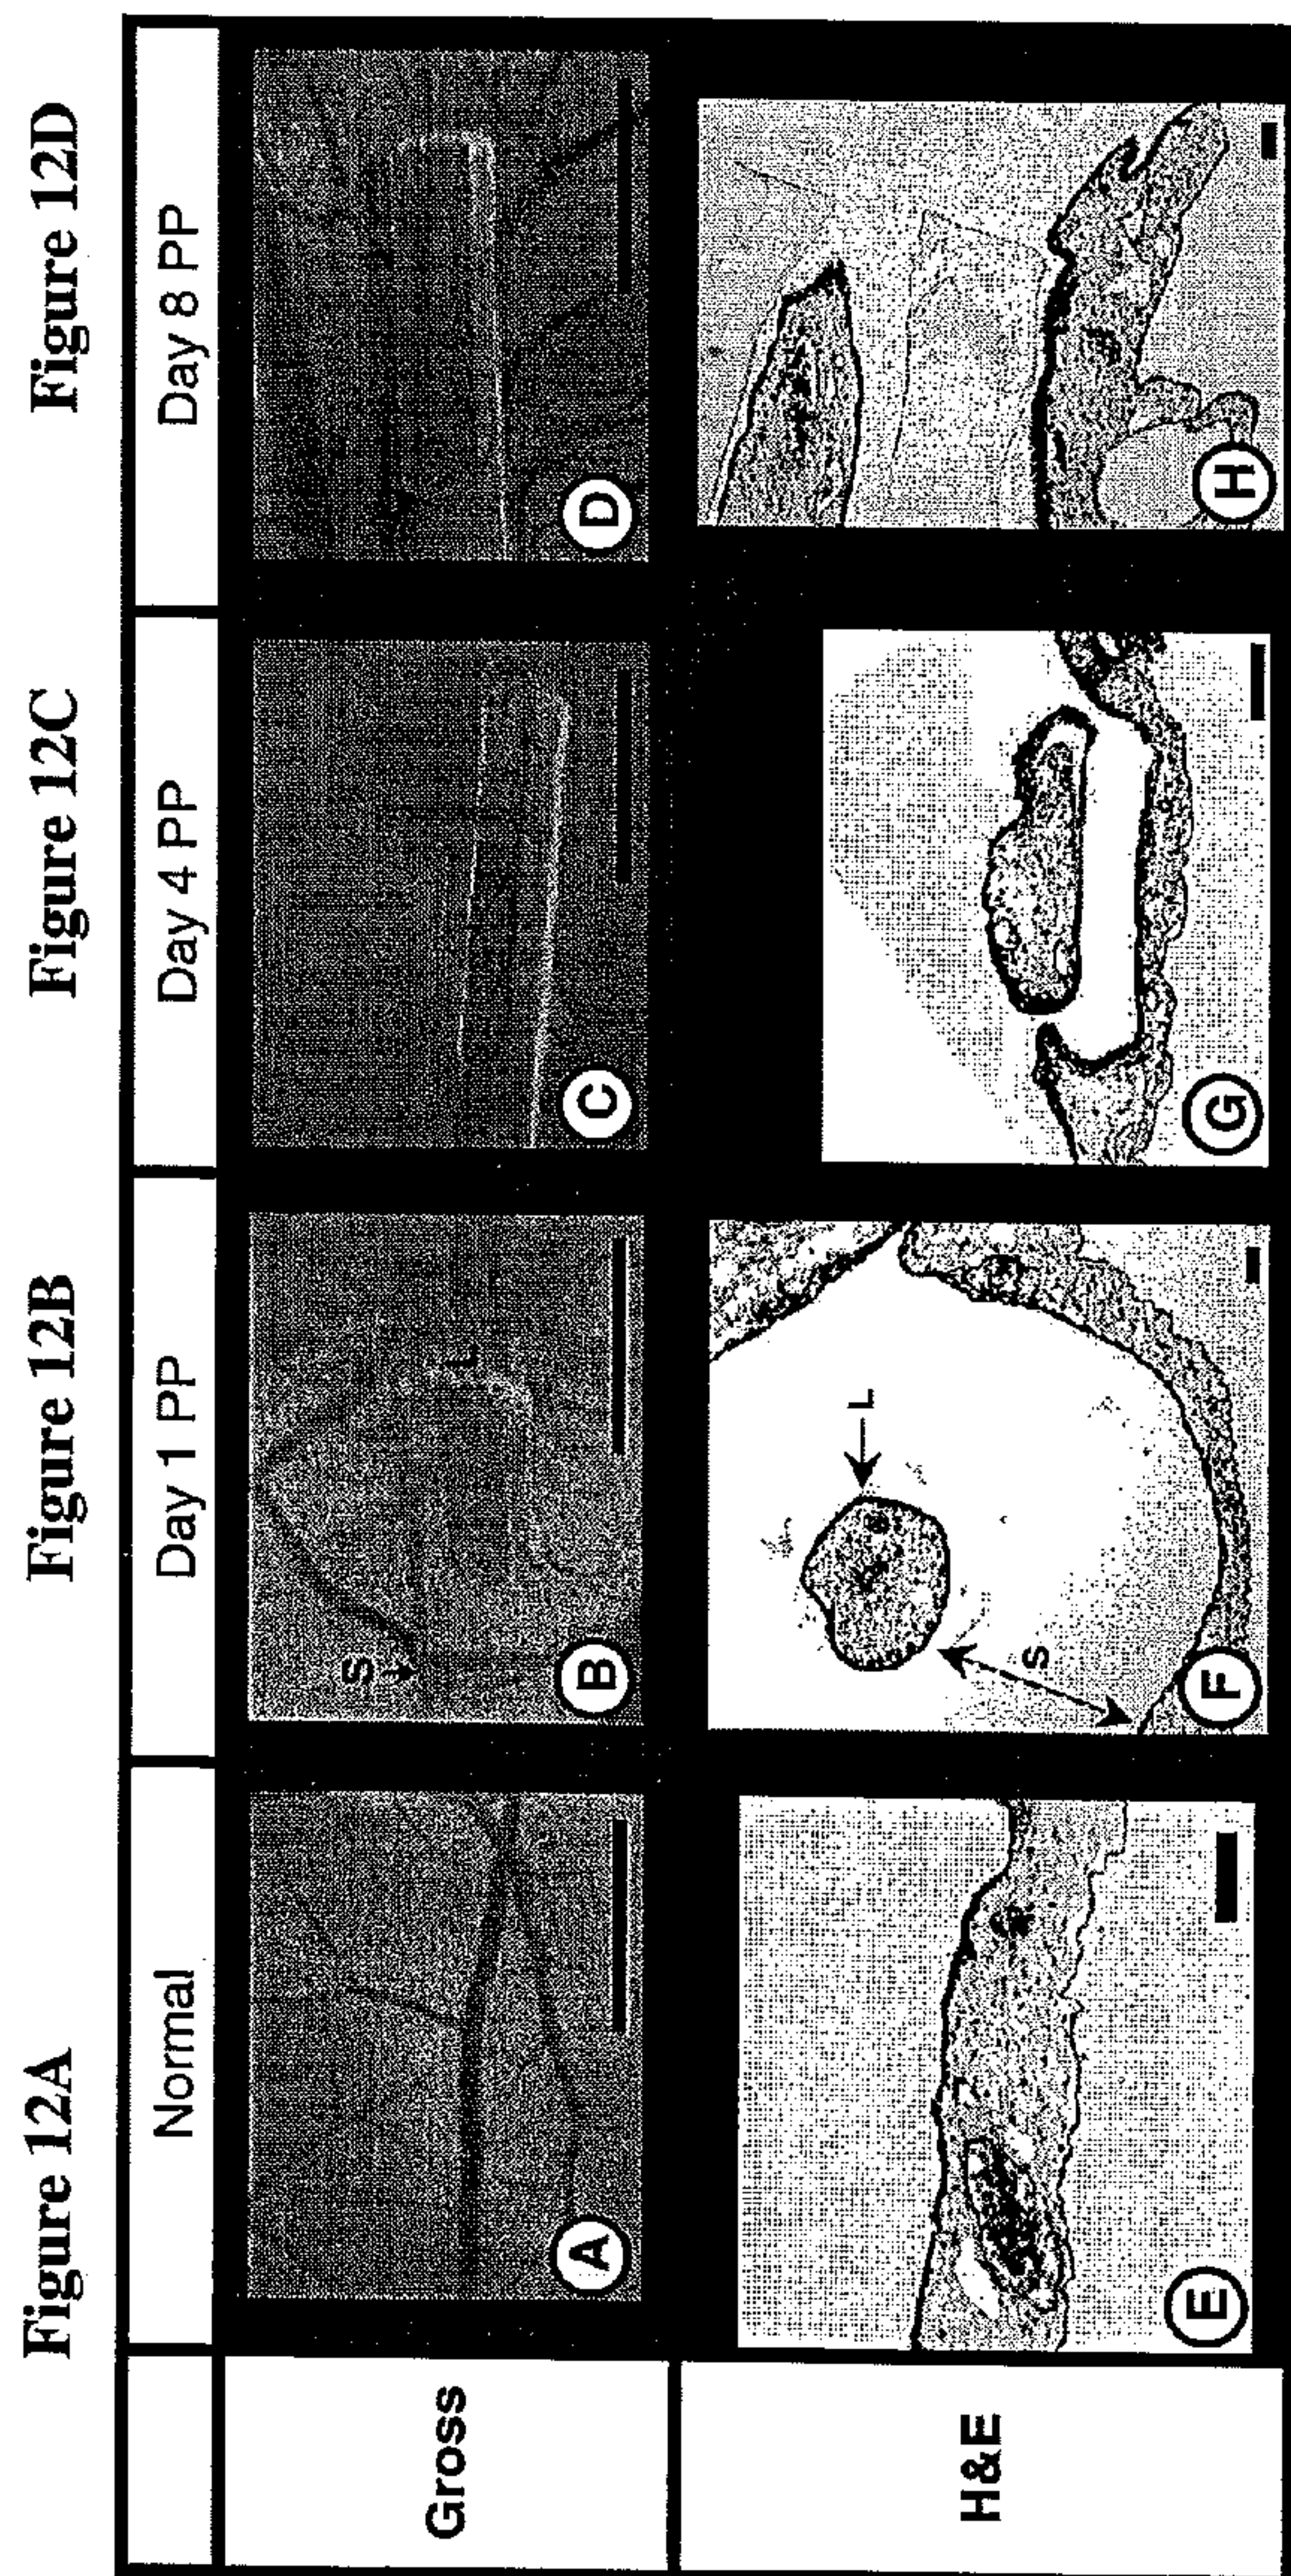 Figure 12A
Figure 12B
Figure 12C
Figure 12D
Normal
Day 1 PP
Day 4 PP
Day 8 PP
Gross
A
S
L
B
C
D
H&E
E
L
S
F
G
H